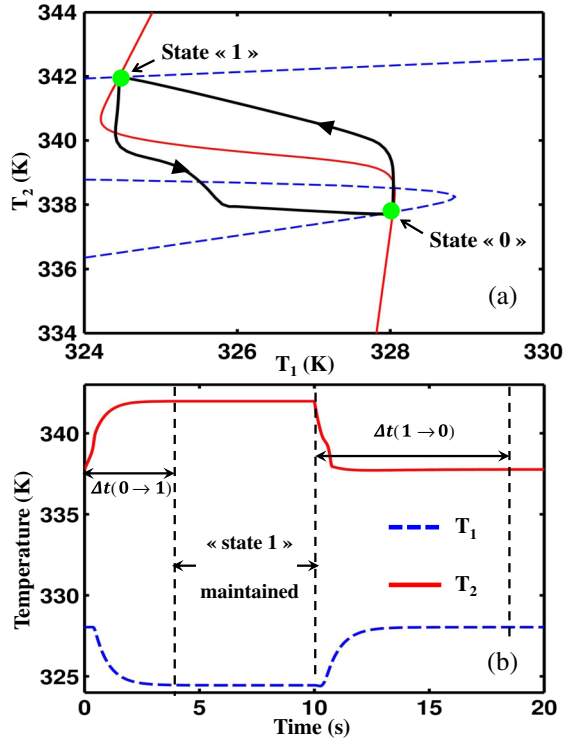 344
State « 1 »
342
340
T2 (K)
338
336
State « 0 »
(a)
334
324
326
328
330
T1 (K)
340
Δt(1→0)
Δt(0→1)
335
« state 1 »
maintained
T1
T2
330
325
(b)
Temperature (K)
0
5
10
15
20
Time (s)